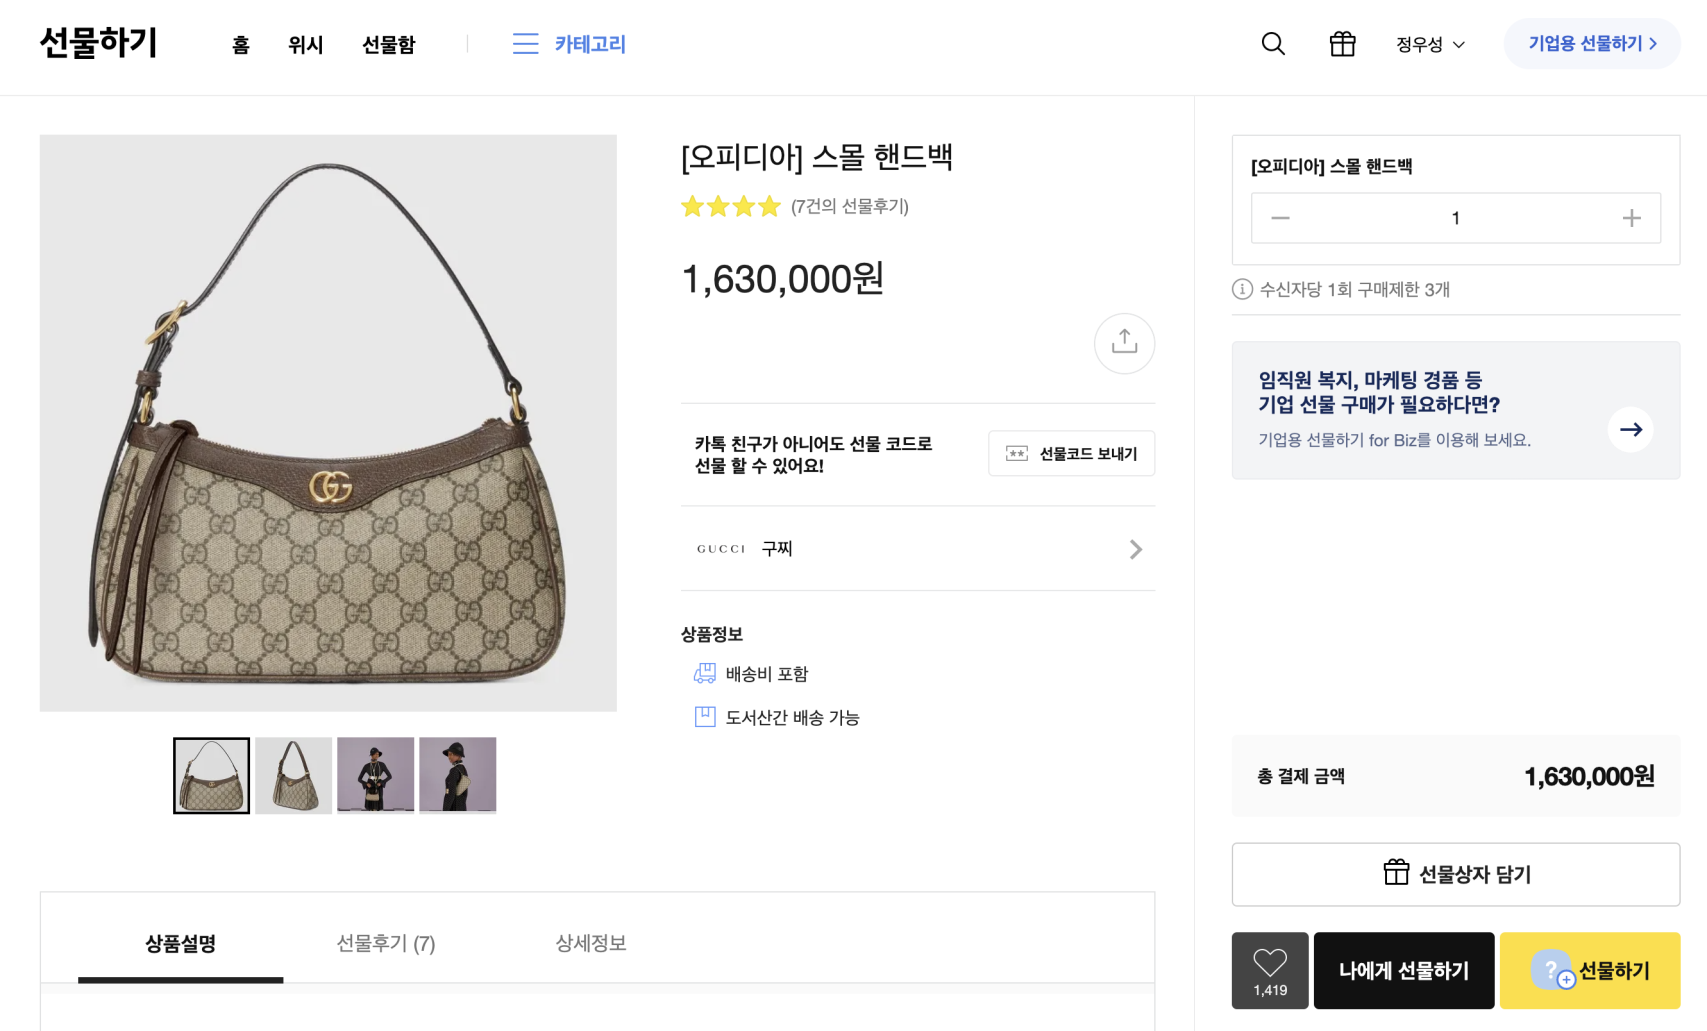 선물하기
홈
위시
선물함
카테고리
정우성
기업용 선물하기
[오피디아] 스몰 핸드백
(7건의 선물후기)
1,630,000원
카톡 친구가 아니어도 선물 코드로
선물 할 수 있어요!
선물코드 보내기
GUCCI 구찌
상품정보
배송비 포함
도서산간 배송 가능
상품설명
선물후기 (7)
상세정보
[오피디아] 스몰 핸드백
1
수신자당 1회 구매제한 3개
임직원 복지, 마케팅 경품 등
기업 선물 구매가 필요하다면?
기업용 선물하기 for Biz를 이용해 보세요.
총 결제 금액
1,630,000원
선물상자 담기
1,419
나에게 선물하기
? 선물하기